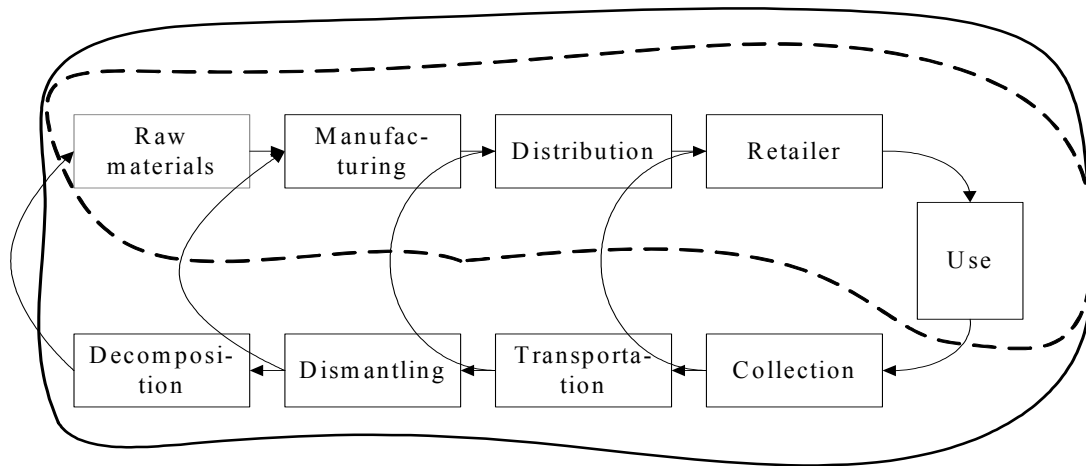 Raw
materials
Manufac-
turing
Distribution
Retailer
Use
Decomposi-
tion
Dismantling
Transporta-
tion
Collection